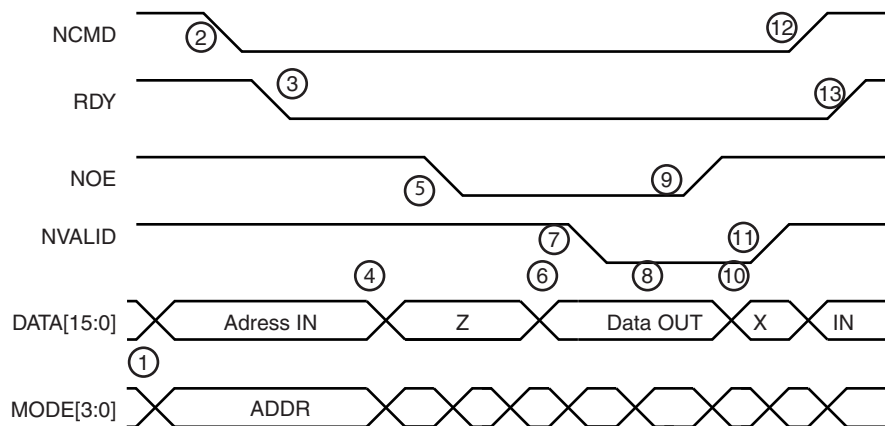 NCMD
2
12
RDY
3
13
NOE
5
9
NVALID
7
11
4
6
8
10
DATA[15:0]
Adress IN
Z
Data OUT
X
IN
1
MODE[3:0]
ADDR